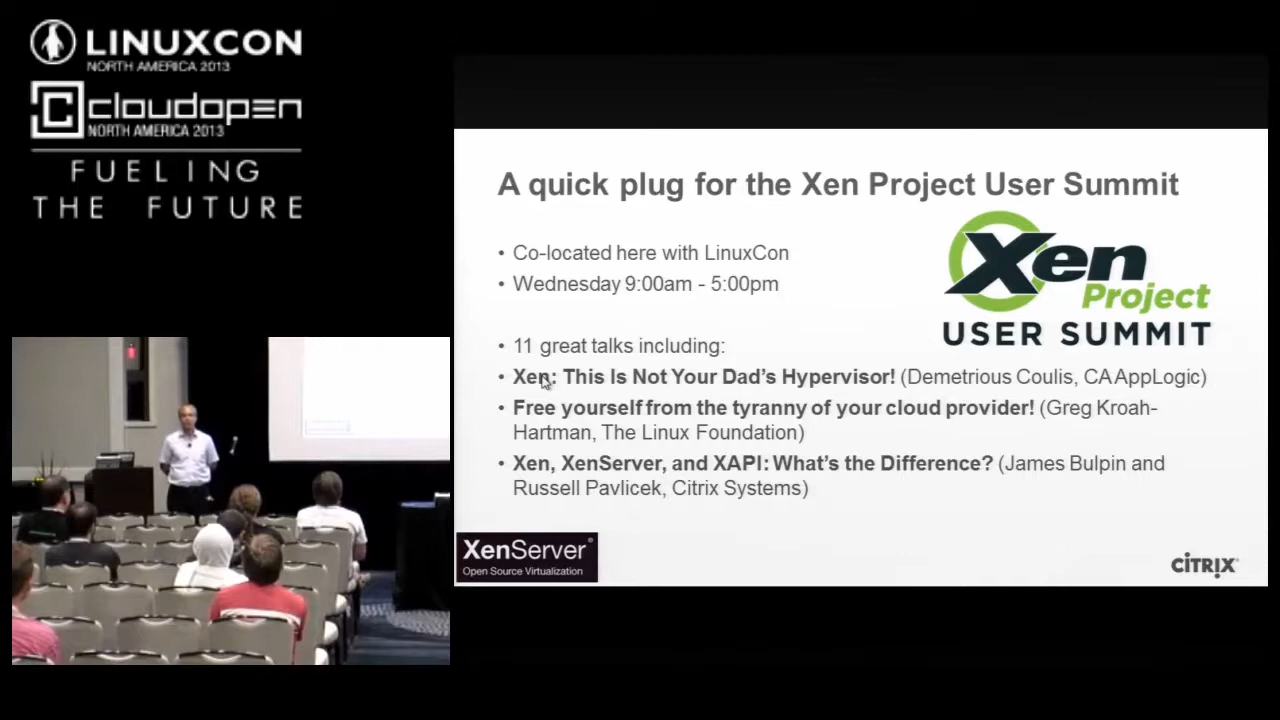 LINUXCON
NORTH AMERICA 2013
cloudopen
NORTH AMERICA 2013
FUELING
THE FUTURE
A quick plug for the Xen Project User Summit
• Co-located here with LinuxCon
• Wednesday 9:00am - 5:00pm
Xen
Project
USER SUMMIT
• 11 great talks including:
• Xen: This Is Not Your Dad's Hypervisor! (Demetrious Coulis, CA AppLogic)
• Free yourself from the tyranny of your cloud provider! (Greg Kroah-
Hartman, The Linux Foundation)
• Xen, XenServer, and XAPI: What's the Difference? (James Bulpin and
Russell Pavlicek, Citrix Systems)
XenServer®
Open Source Virtualization
CİTRIX®